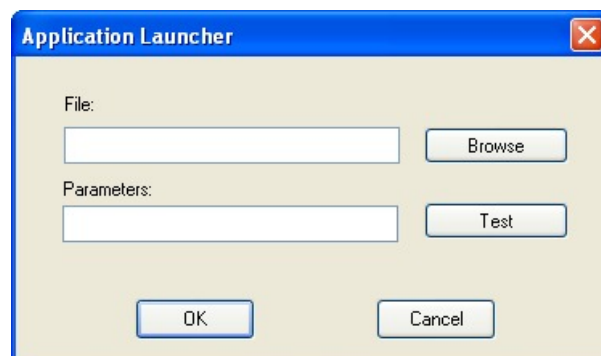 Application Launcher
File:
Browse
Parameters:
Test
OK Cancel